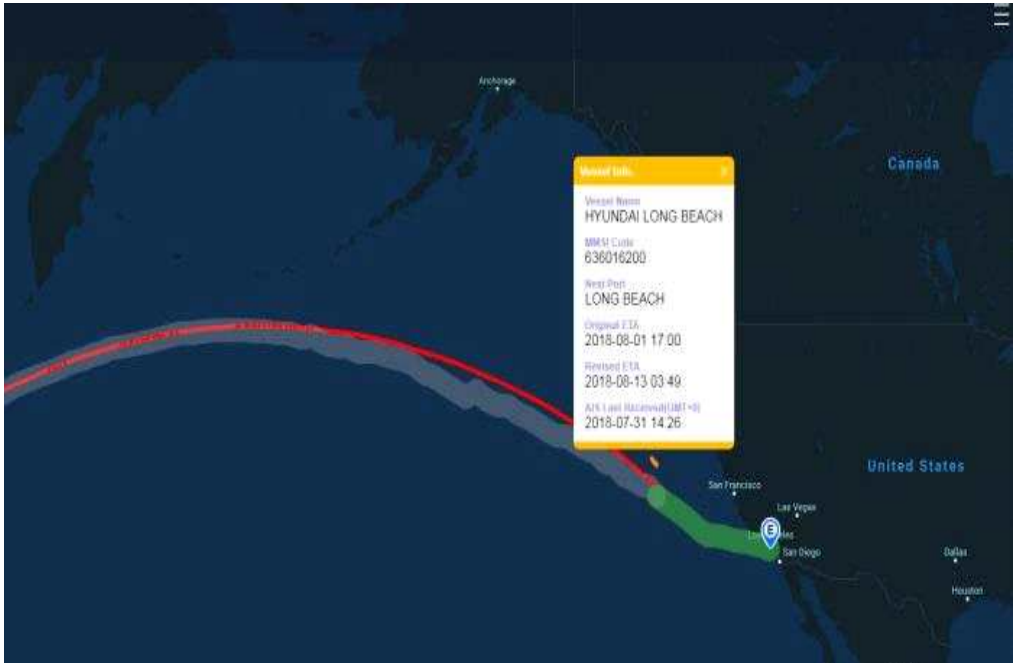 Anchorage
Canada
Vessel Info.
Vessel Name
HYUNDAI LONG BEACH
MMSI Code
636016200
Next Port
LONG BEACH
Original ETA
2018-08-01 17:00
Revised ETA
2018-08-13 03:49
AIS Last Received(GMT+0)
2018-07-31 14:26
United States
San Francisco
Las Vegas
E
San Diego
Dallas
Houston